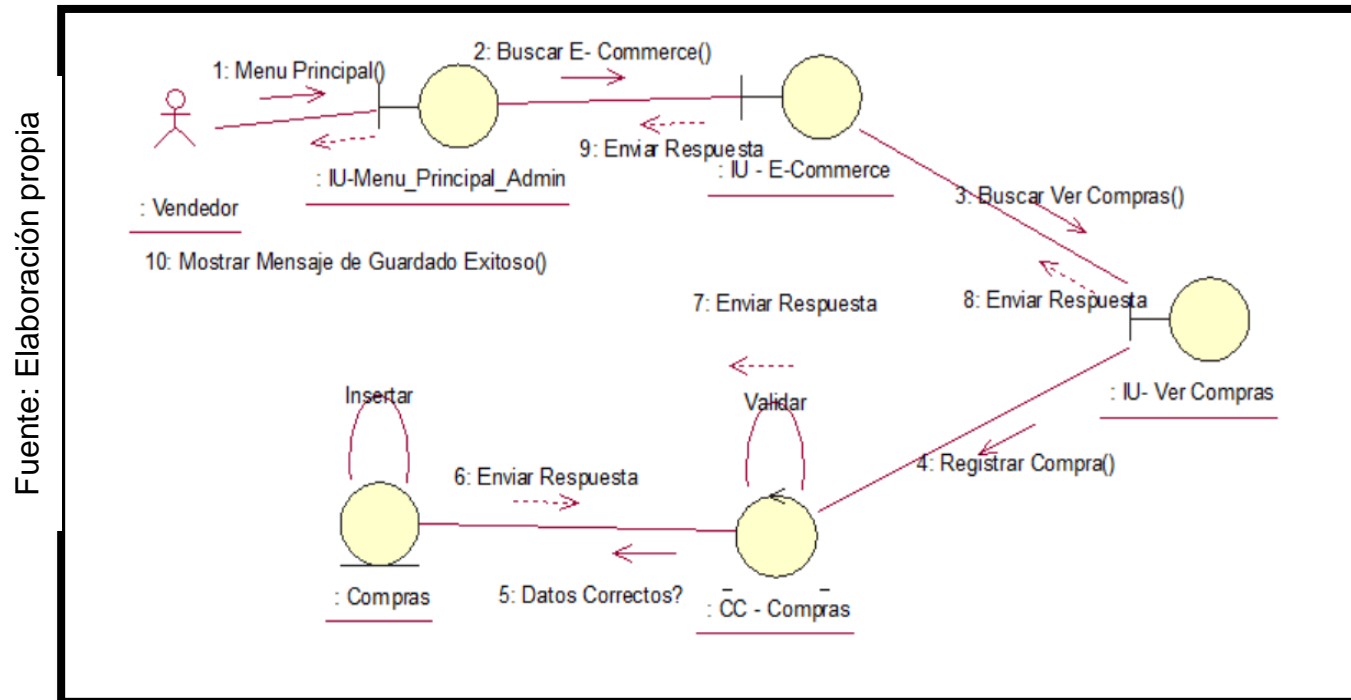 Fuente: Elaboración propia
1: Menu Principal()
2: Buscar E- Commerce()
9: Enviar Respuesta
: IU-Menu_Principal_Admin
: IU - E-Commerce
: Vendedor
3: Buscar Ver Compras()
10: Mostrar Mensaje de Guardado Exitoso()
7: Enviar Respuesta
8: Enviar Respuesta
Insertar
Validar
: IU- Ver Compras
6: Enviar Respuesta
4: Registrar Compra()
: Compras
5: Datos Correctos?
: CC - Compras